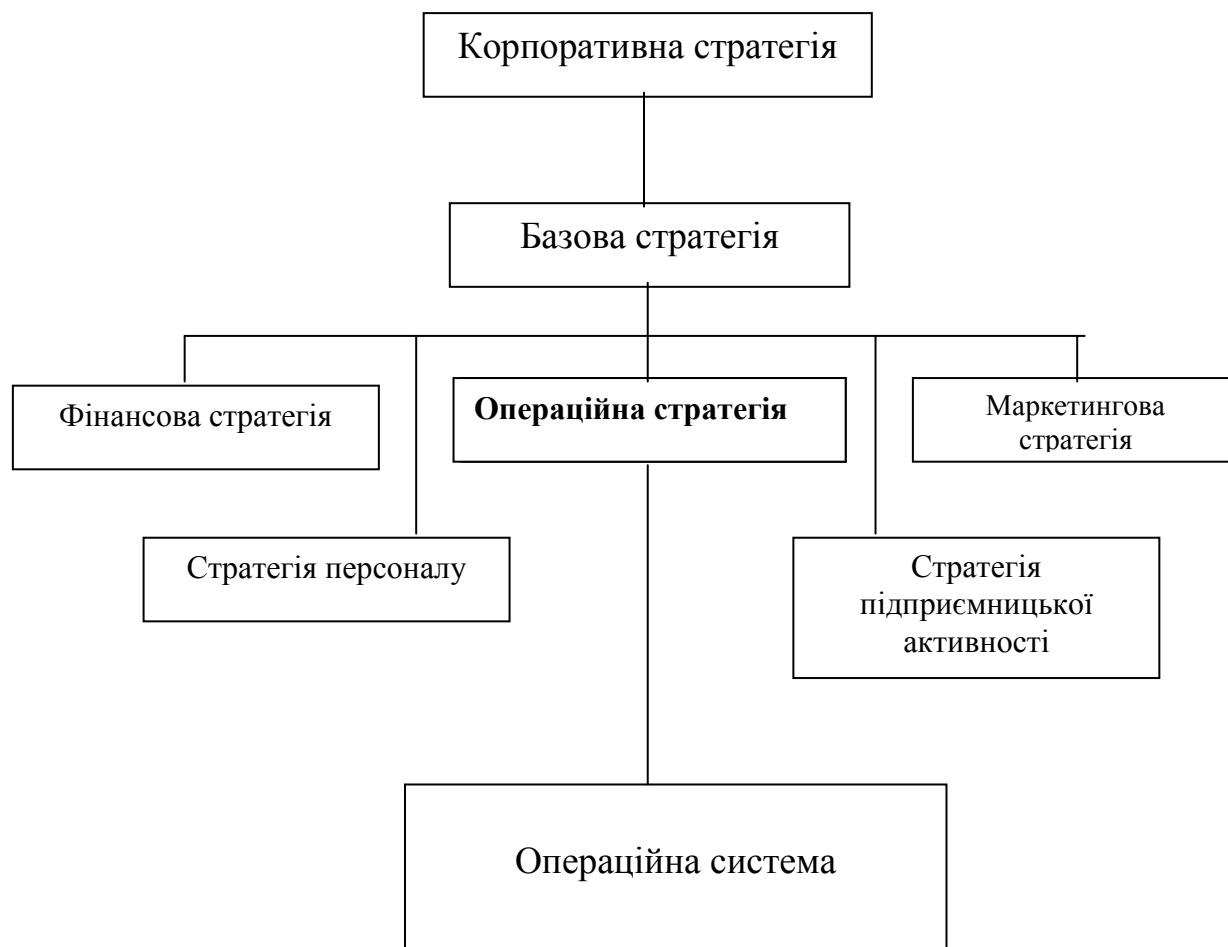 Корпоративна стратегія
Базова стратегія
Фінансова стратегія
Операційна стратегія
Маркетингова
стратегія
Стратегія персоналу
Стратегія
підприємницької
активності
Операційна система